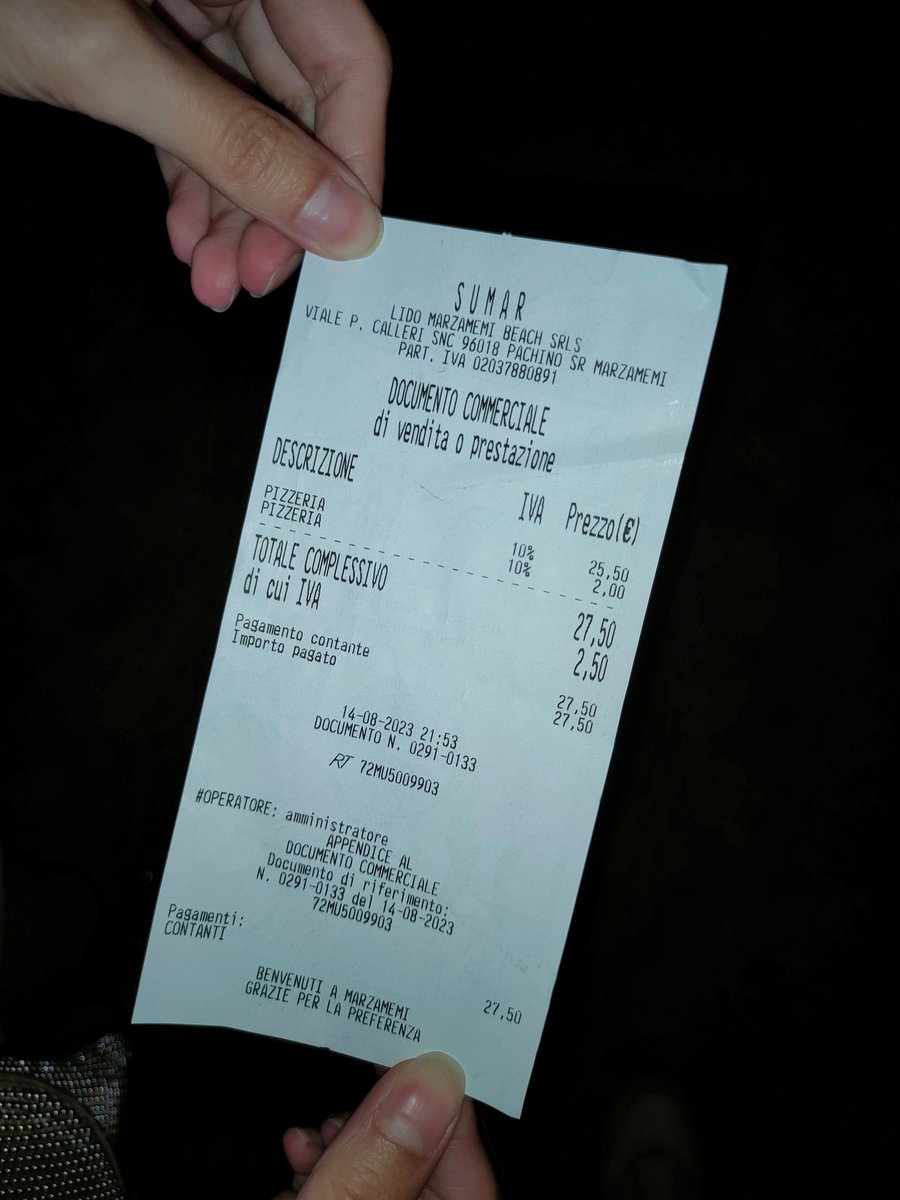 SUMAR
LIDO MARZAMEMI BEACH SRLS
VIALE P. CALLERI SNC 96018 PACHINO SR MARZAMEMI
PART. IVA 02037880891
DOCUMENTO COMMERCIALE
di vendita o prestazione
DESCRIZIONE IVA Prezzo(€)
PIZZERIA 10% 25,50
PIZZERIA 10% 2,00
TOTALE COMPLESSIVO 27,50
di cui IVA 2,50
Pagamento contante 27,50
Importo pagato 27,50
14-08-2023 21:53
DOCUMENTO N. 0291-0133
RT 72MU5009903
#OPERATORE: amministratore
APPENDICE AL
DOCUMENTO COMMERCIALE
Documento di riferimento:
N. 0291-0133 del 14-08-2023
72MU5009903
Pagamenti:
CONTANTI 27,50
BENVENUTI A MARZAMEMI
GRAZIE PER LA PREFERENZA